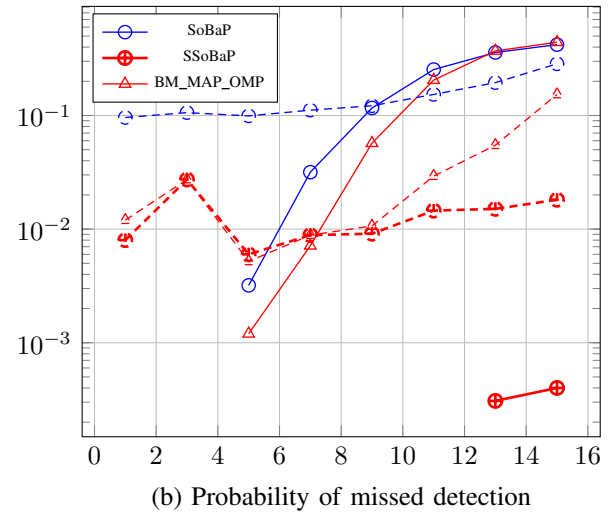 SoBaP
SSoBaP
BM_MAP_OMP
10^{-1}
10^{-2}
10^{-3}
0 2 4 6 8 10 12 14 16
(b) Probability of missed detection